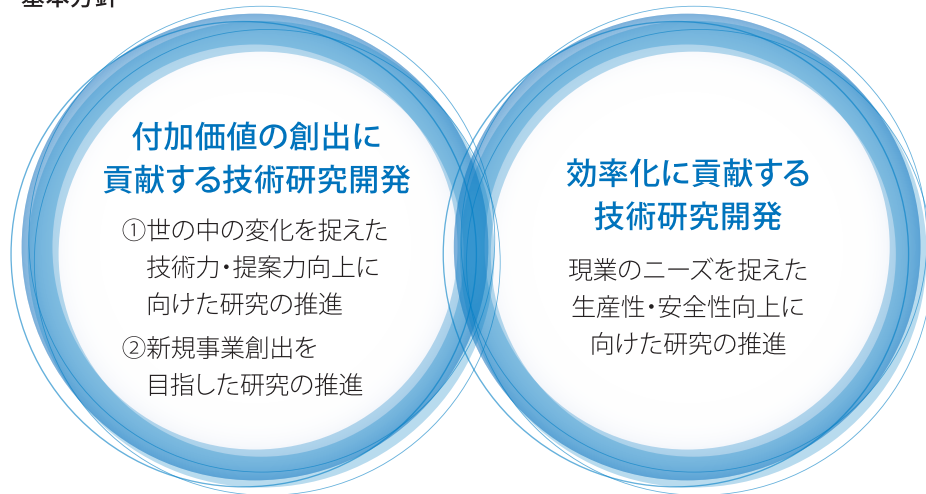 基本方針
付加価値の創出に
貢献する技術研究開発
①世の中の変化を捉えた
技術力・提案力向上に
向けた研究の推進
②新規事業創出を
目指した研究の推進
効率化に貢献する
技術研究開発
現業のニーズを捉えた
生産性・安全性向上に
向けた研究の推進